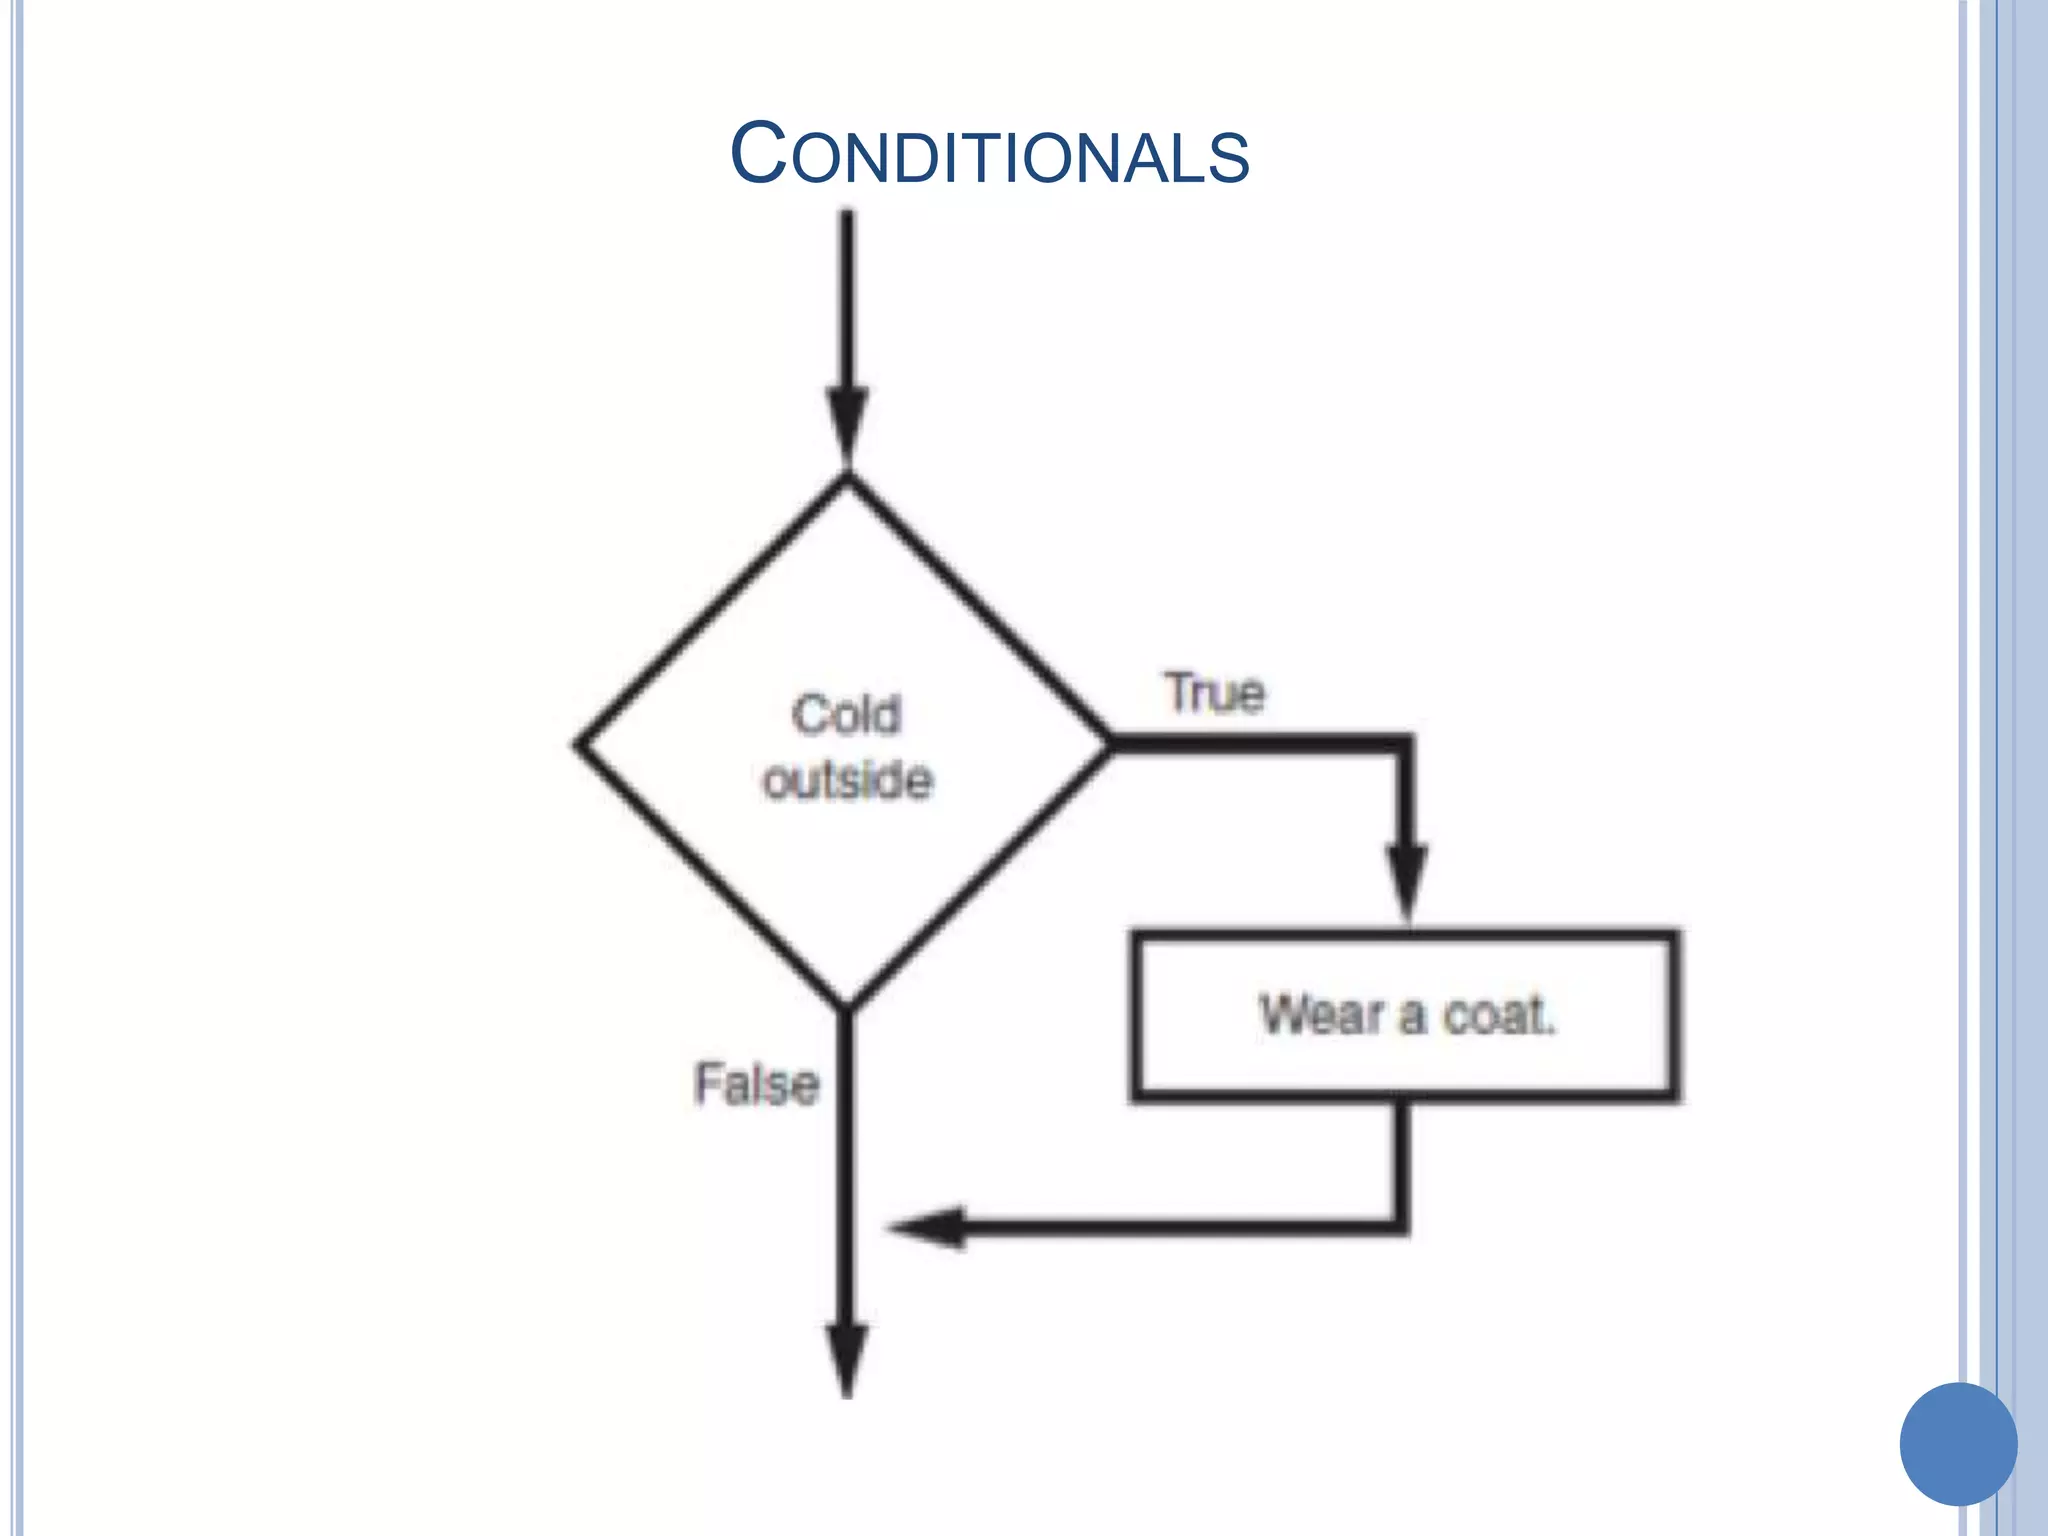 CONDITIONALS
Cold
outside
True
Wear a coat.
False